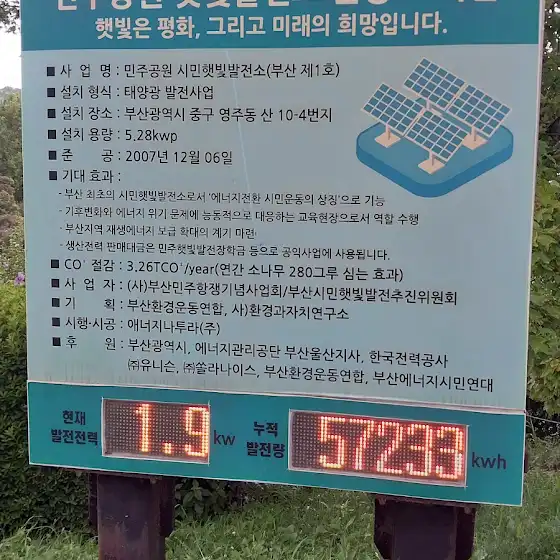 햇빛은 평화, 그리고 미래의 희망입니다.
■ 사 업 명 : 민주공원 시민햇빛발전소(부산 제1호)
■ 설치 형식 : 태양광 발전사업
■ 설치 장소 : 부산광역시 중구 영주동 산 10-4번지
■ 설치 용량 : 5.28kwp
■ 준 공 : 2007년 12월 06일
■ 기대 효과 :
- 부산 최초의 시민햇빛발전소로서 '에너지전환 시민운동의 상징'으로 기능
- 기후변화와 에너지 위기 문제에 능동적으로 대응하는 교육현장으로서 역할 수행
- 부산지역 재생에너지 보급 확대의 계기 마련
- 생산전력 판매대금은 민주햇빛발전장학금 등으로 공익사업에 사용됩니다.
■ CO² 절감 : 3.26TCO²/year(연간 소나무 280그루 심는 효과)
■ 사 업 자 : (사)부산민주항쟁기념사업회/부산시민햇빛발전추진위원회
■ 기 획 : 부산환경운동연합, 사)환경과자치연구소
■ 시행·시공 : 에너지나투라(주)
■ 후 원 : 부산광역시, 에너지관리공단 부산울산지사, 한국전력공사
㈜유니슨, ㈜쏠라나이스, 부산환경운동연합, 부산에너지시민연대
현재
발전전력 1.9 kw
누적
발전량 57233 kwh